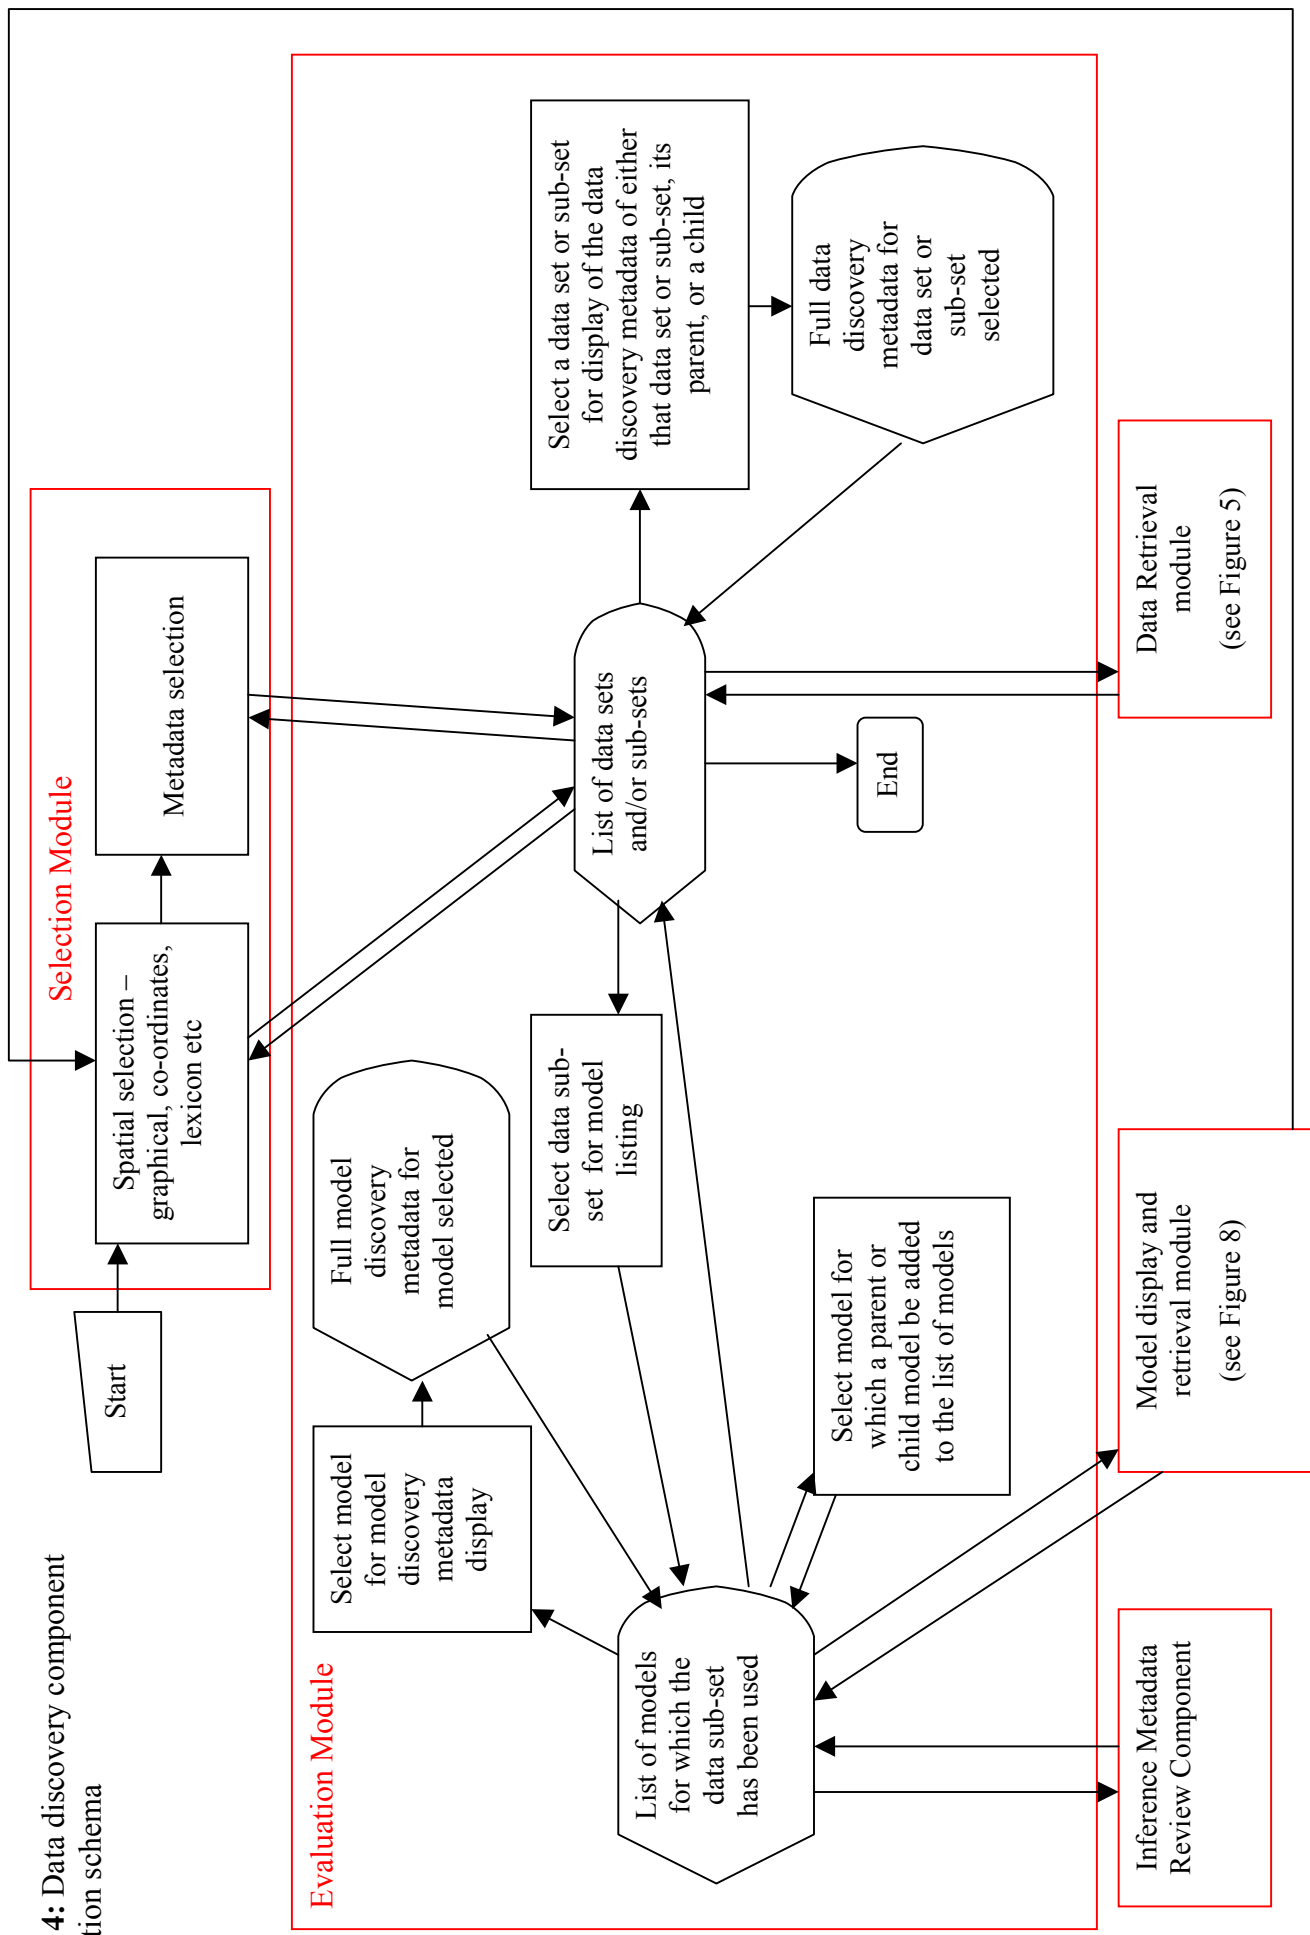 4: Data discovery component
tion schema
Start
Selection Module
Spatial selection –
graphical, co-ordinates,
lexicon etc
Metadata selection
Evaluation Module
Select model
for model
discovery
metadata
display
Full model
discovery
metadata for
model selected
List of models
for which the
data sub-set
has been used
Select data sub-
set for model
listing
List of data sets
and/or sub-sets
Select a data set or sub-set
for display of the data
discovery metadata of either
that data set or sub-set, its
parent, or a child
Full data
discovery
metadata for
data set or
sub-set
selected
Select model for
which a parent or
child model be added
to the list of models
End
Inference Metadata
Review Component
Model display and
retrieval module
(see Figure 8)
Data Retrieval
module
(see Figure 5)